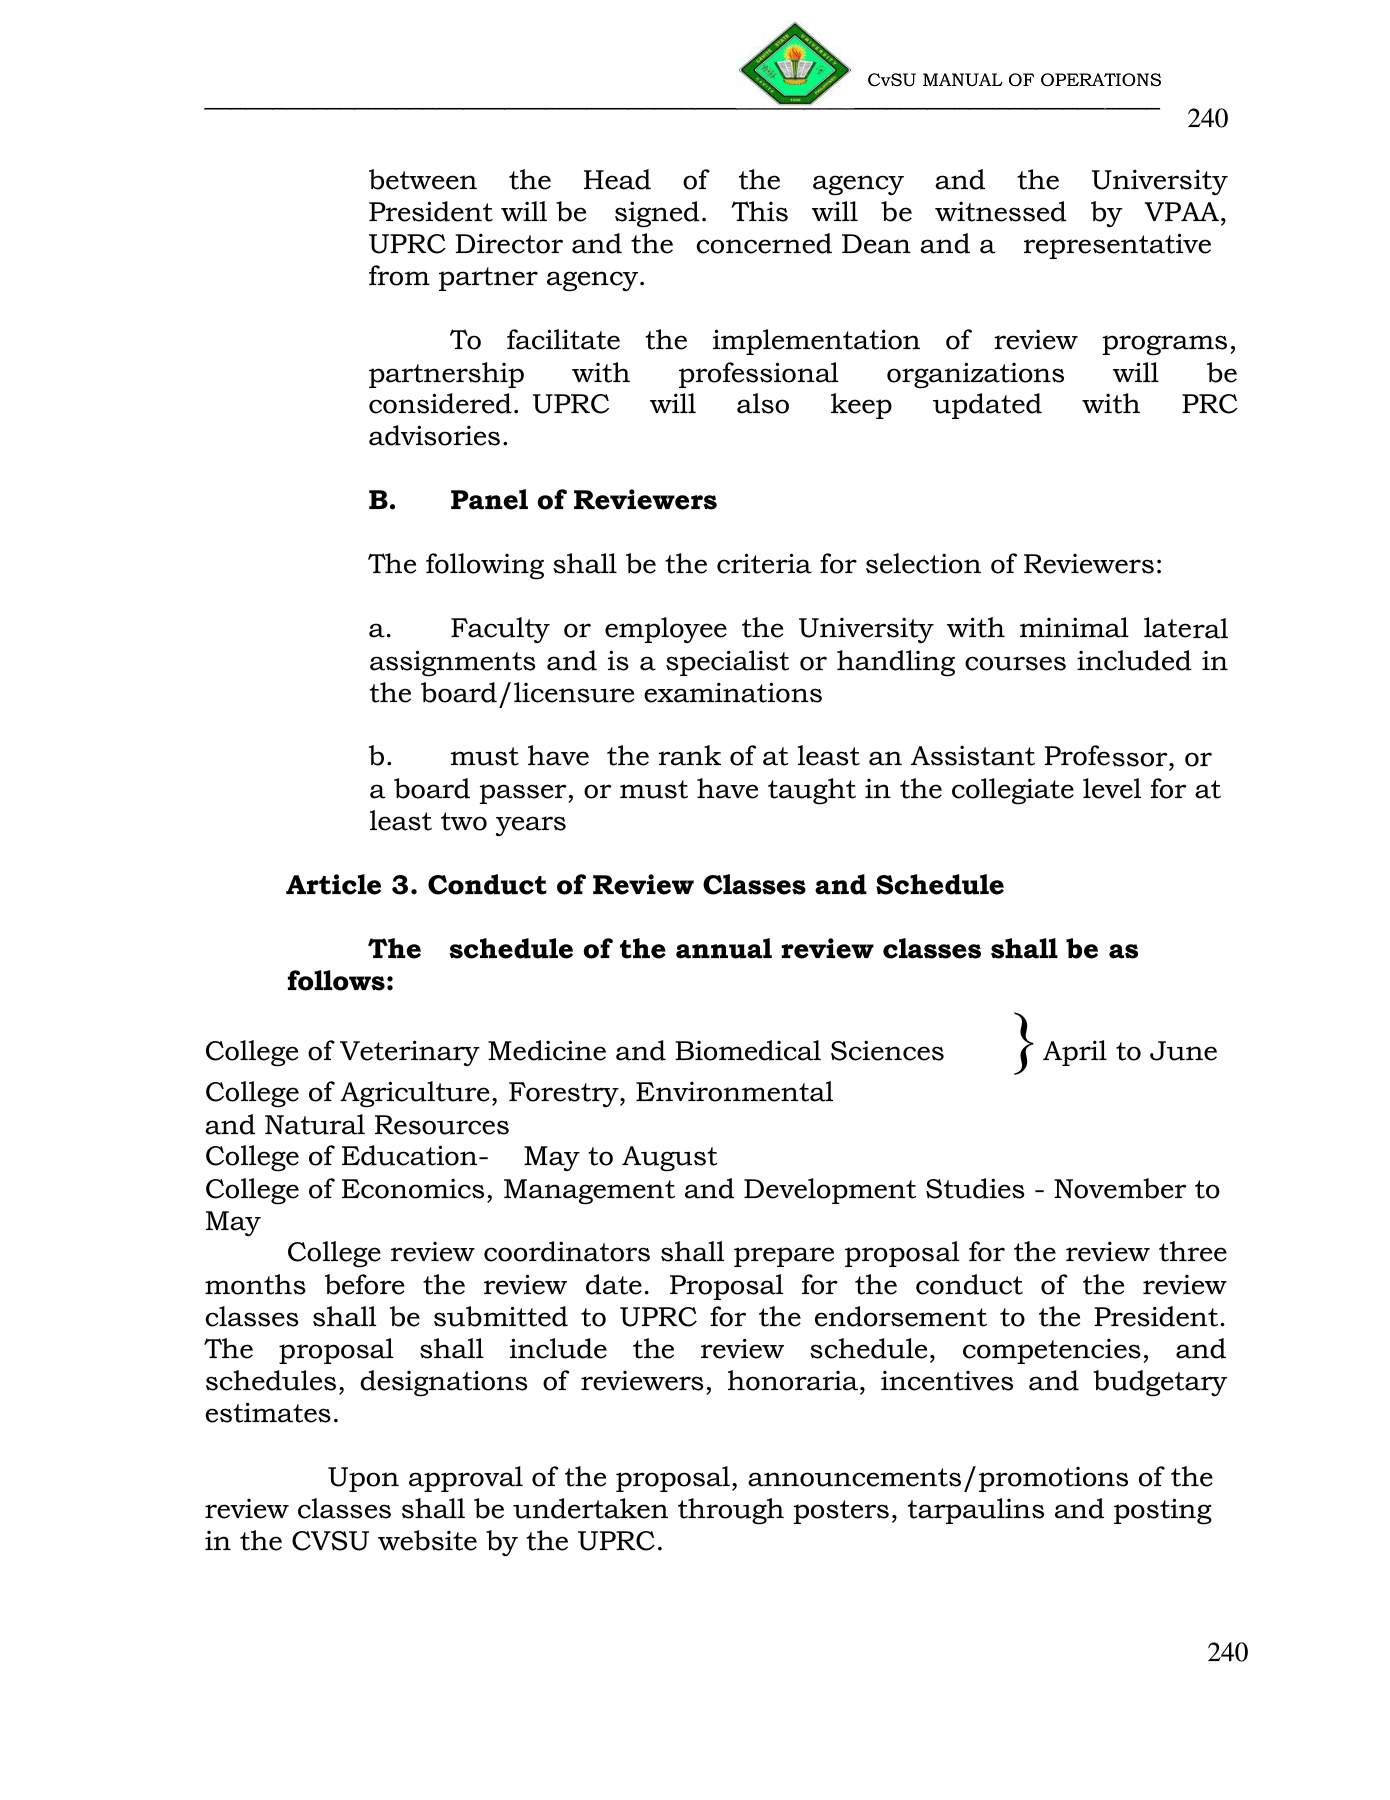 CvSU MANUAL OF OPERATIONS
240
between the Head of the agency and the University
President will be signed. This will be witnessed by VPAA,
UPRC Director and the concerned Dean and a representative
from partner agency.
To facilitate the implementation of review programs,
partnership with professional organizations will be
considered. UPRC will also keep updated with PRC
advisories.
B. Panel of Reviewers
The following shall be the criteria for selection of Reviewers:
a. Faculty or employee the University with minimal lateral
assignments and is a specialist or handling courses included in
the board/licensure examinations
b. must have the rank of at least an Assistant Professor, or
a board passer, or must have taught in the collegiate level for at
least two years
Article 3. Conduct of Review Classes and Schedule
The schedule of the annual review classes shall be as
follows:
College of Veterinary Medicine and Biomedical Sciences } April to June
College of Agriculture, Forestry, Environmental
and Natural Resources
College of Education- May to August
College of Economics, Management and Development Studies - November to
May
College review coordinators shall prepare proposal for the review three
months before the review date. Proposal for the conduct of the review
classes shall be submitted to UPRC for the endorsement to the President.
The proposal shall include the review schedule, competencies, and
schedules, designations of reviewers, honoraria, incentives and budgetary
estimates.
Upon approval of the proposal, announcements/promotions of the
review classes shall be undertaken through posters, tarpaulins and posting
in the CVSU website by the UPRC.
240